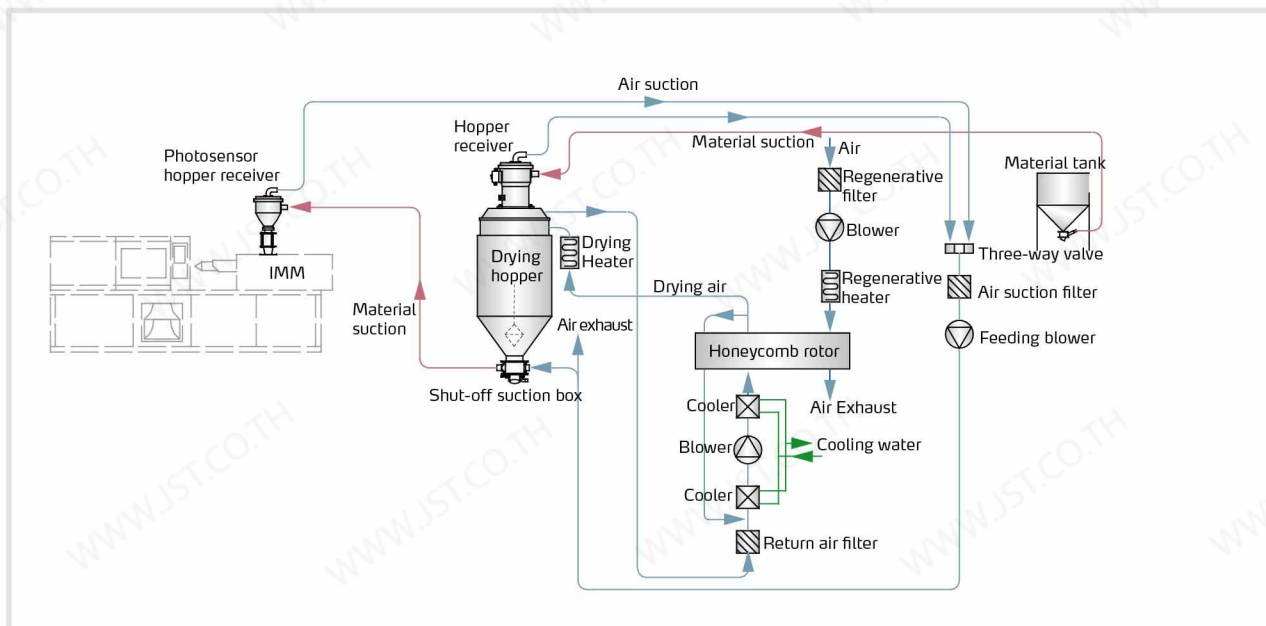 Air suction
Hopper
receiver
Material suction
Air
Photosensor
hopper receiver
Material tank
Regenerative
filter
Blower
Drying
Heater
Drying
hopper
Three-way valve
IMM
Regenerative
heater
Drying air
Air suction filter
Material
suction
Air exhaust
Feeding blower
Honeycomb rotor
Shut-off suction box
Cooler
Air Exhaust
Blower
Cooling water
Cooler
Return air filter
WWW.JST.CO.TH